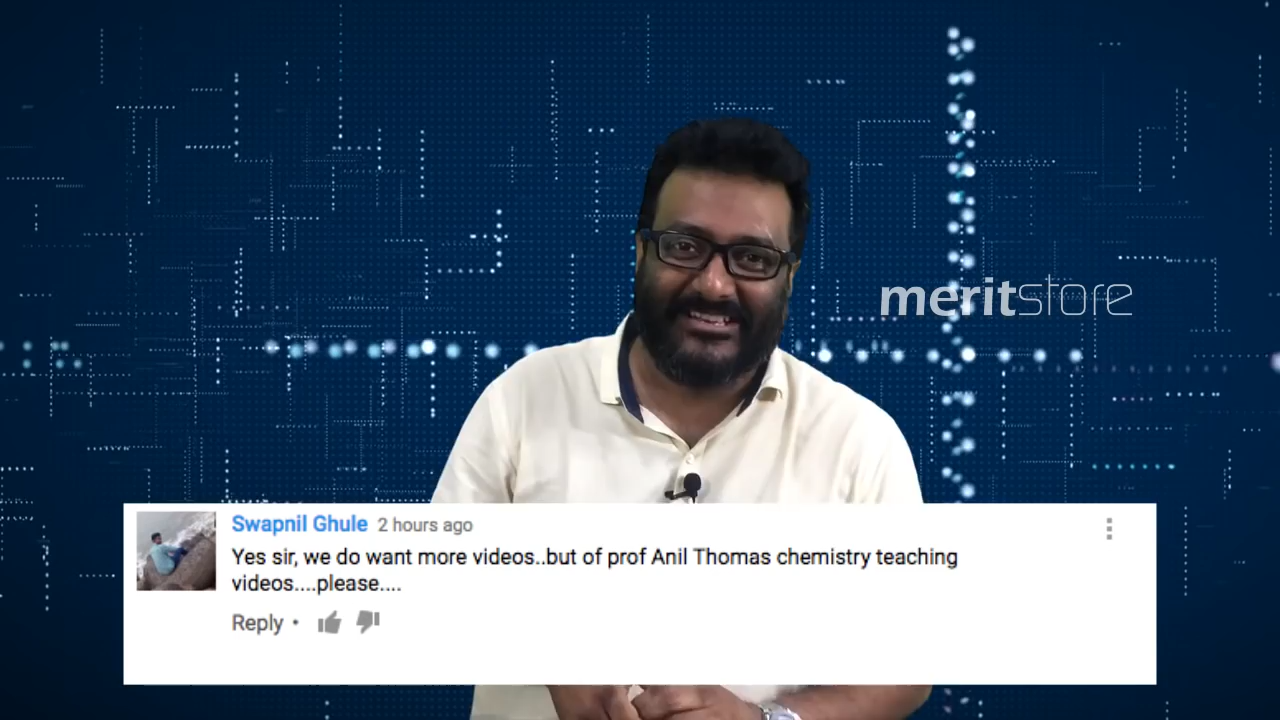 meritstore
Swapnil Ghule 2 hours ago
Yes sir, we do want more videos..but of prof Anil Thomas chemistry teaching
videos....please....
Reply •